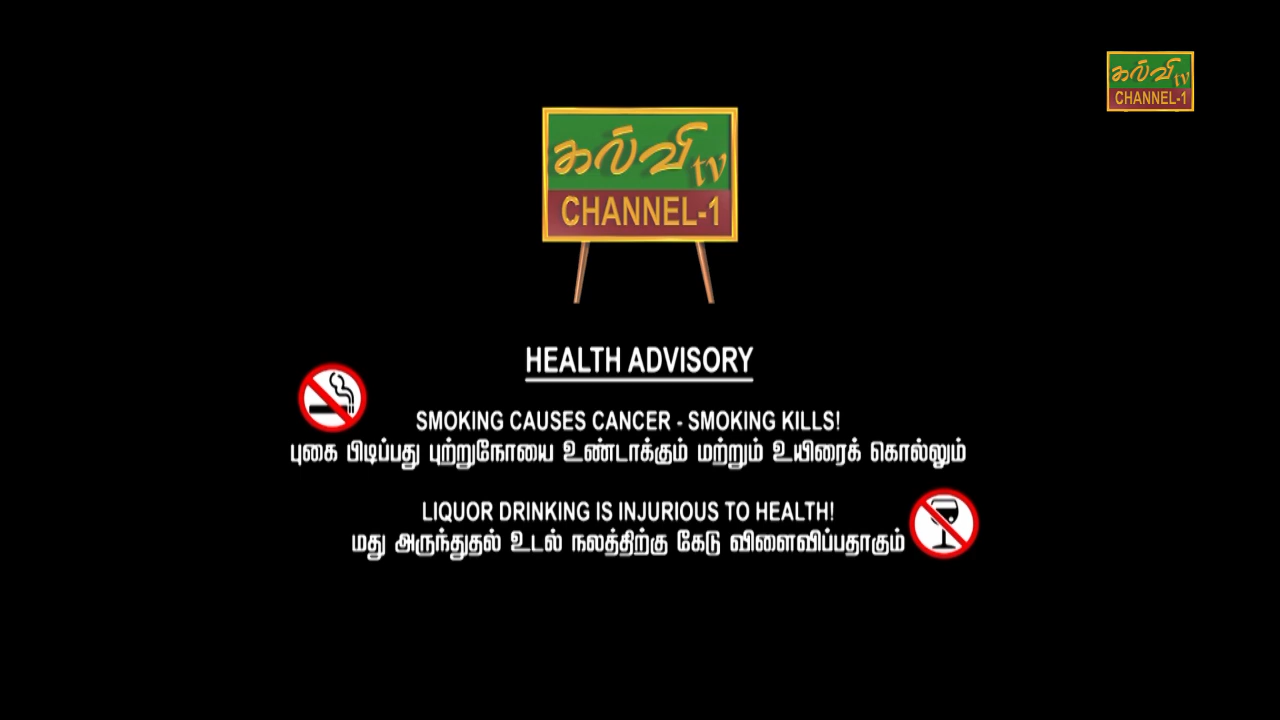 கல்வி tv
CHANNEL-1
கல்வி tv
CHANNEL-1
HEALTH ADVISORY
SMOKING CAUSES CANCER - SMOKING KILLS!
புகை பிடிப்பது புற்றுநோயை உண்டாக்கும் மற்றும் உயிரைக் கொல்லும்
LIQUOR DRINKING IS INJURIOUS TO HEALTH!
மது அருந்துதல் உடல் நலத்திற்கு கேடு விளைவிப்பதாகும்